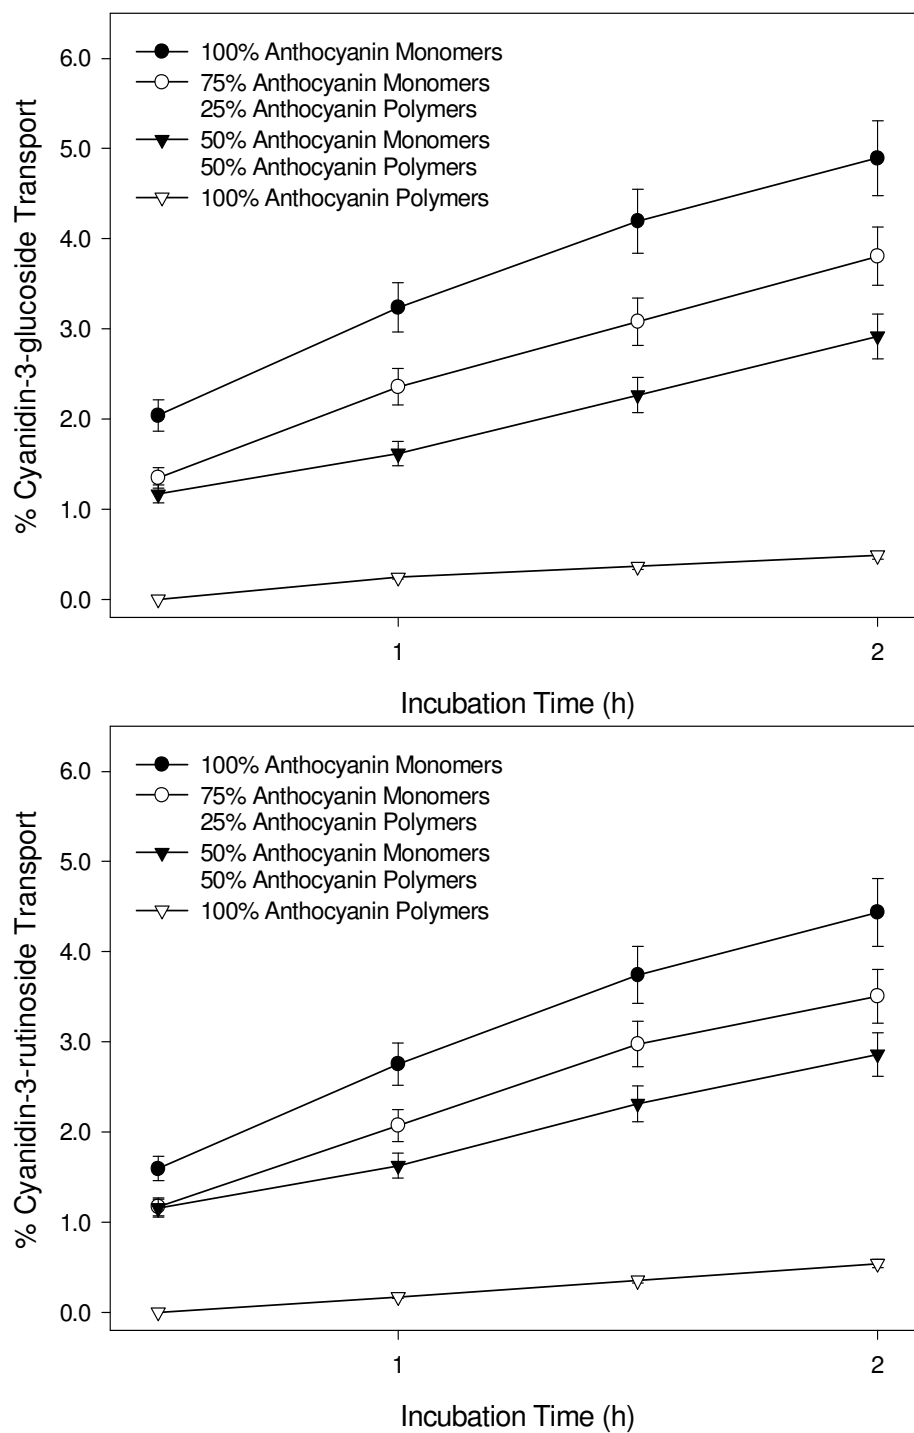 6.0
5.0
4.0
3.0
2.0
1.0
0.0
% Cyanidin-3-glucoside Transport
100% Anthocyanin Monomers
75% Anthocyanin Monomers
25% Anthocyanin Polymers
50% Anthocyanin Monomers
50% Anthocyanin Polymers
100% Anthocyanin Polymers
1
2
Incubation Time (h)
6.0
5.0
4.0
3.0
2.0
1.0
0.0
% Cyanidin-3-rutinoside Transport
100% Anthocyanin Monomers
75% Anthocyanin Monomers
25% Anthocyanin Polymers
50% Anthocyanin Monomers
50% Anthocyanin Polymers
100% Anthocyanin Polymers
1
2
Incubation Time (h)